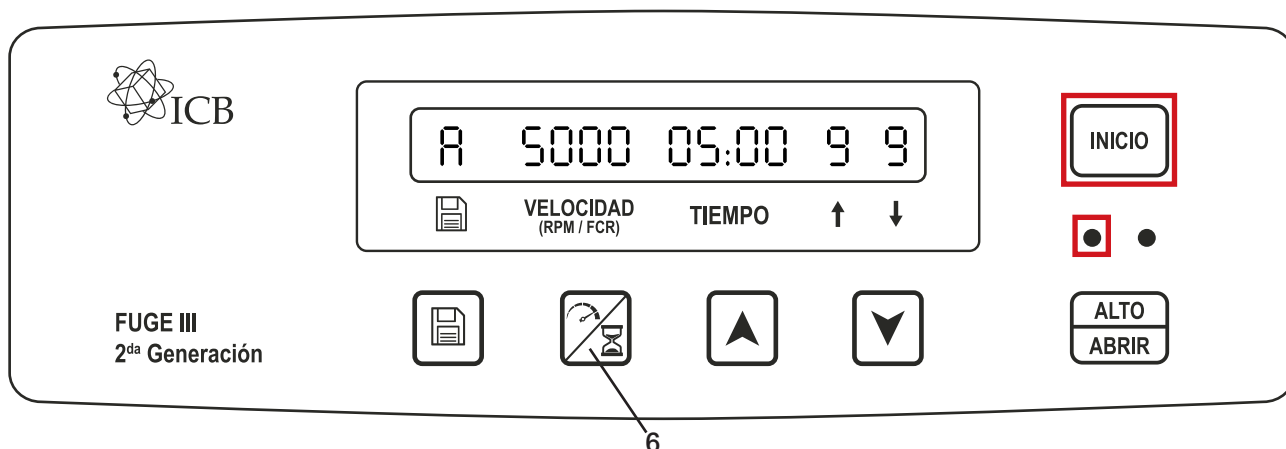 ICB
A 5000 05:00 9 9
VELOCIDAD TIEMPO ↑ ↓
(RPM / FCR)
INICIO
FUGE III
2da Generación
ALTO
ABRIR
6